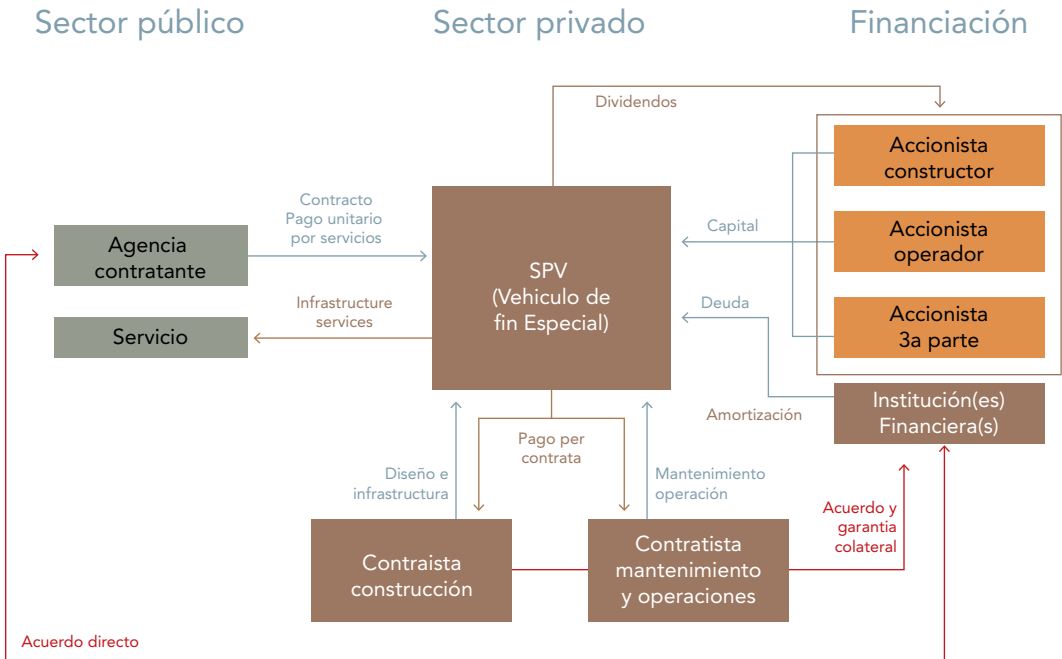 Sector público
Sector privado
Financiación
Dividendos
Accionista
constructor
Contracto
Pago unitario
por servicios
Capital
Accionista
operador
Agencia
contratante
SPV
(Vehiculo de
fin Especial)
Infrastructure
services
Deuda
Accionista
3a parte
Servicio
Amortización
Institución(es)
Financiera(s)
Pago per
contrata
Diseño e
infrastructura
Mantenimiento
operación
Acuerdo y
garantia
colateral
Contraista
construcción
Contratista
mantenimiento
y operaciones
Acuerdo directo